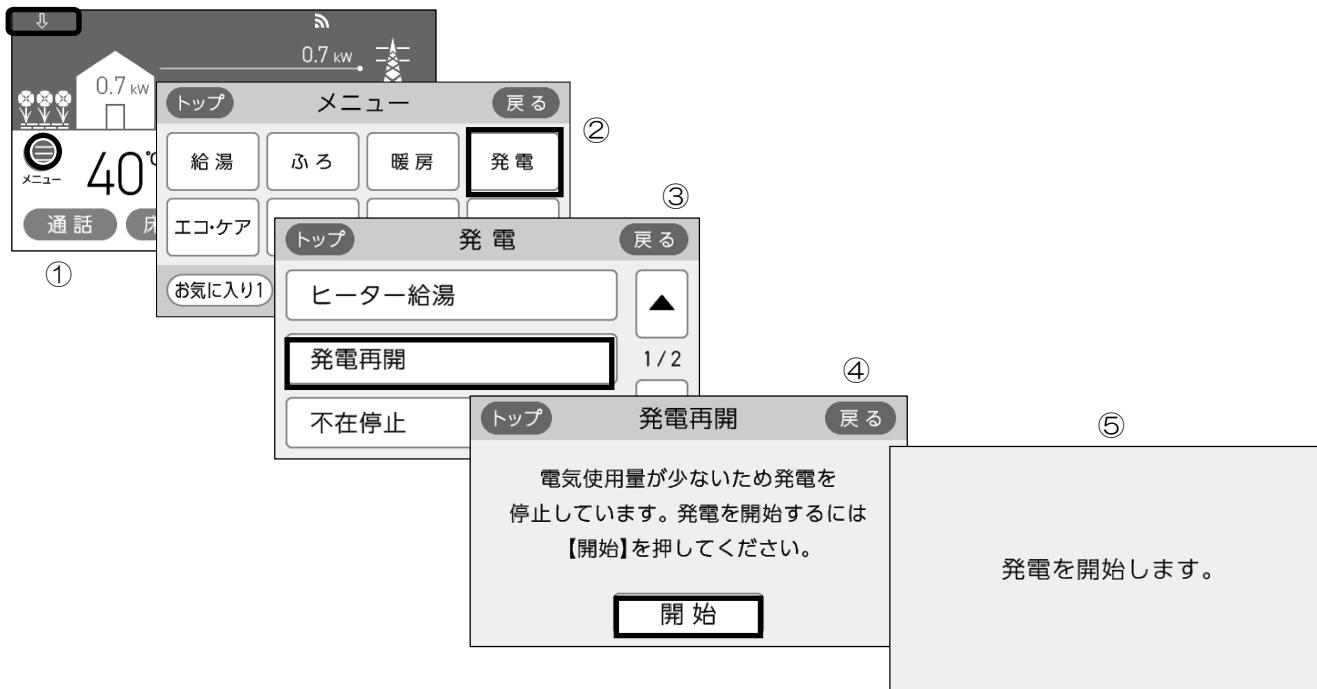 ⇩
0.7 kW
0.7 kW
メニュー
40℃
通話
床
①
トップ
メニュー
戻る
②
給湯
ふろ
暖房
発電
エコ・ケア
お気に入り1
③
トップ
発電
戻る
ヒーター給湯
▲
発電再開
1/2
不在停止
④
トップ
発電再開
戻る
電気使用量が少ないため発電を
停止しています。発電を開始するには
【開始】を押してください。
開始
⑤
発電を開始します。